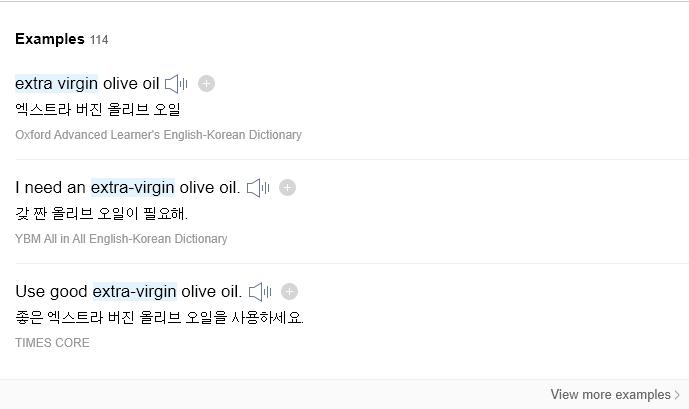 Examples 114
extra virgin olive oil
엑스트라 버진 올리브 오일
Oxford Advanced Learner's English-Korean Dictionary
I need an extra-virgin olive oil.
갓 짠 올리브 오일이 필요해.
YBM All in All English-Korean Dictionary
Use good extra-virgin olive oil.
좋은 엑스트라 버진 올리브 오일을 사용하세요.
TIMES CORE
View more examples